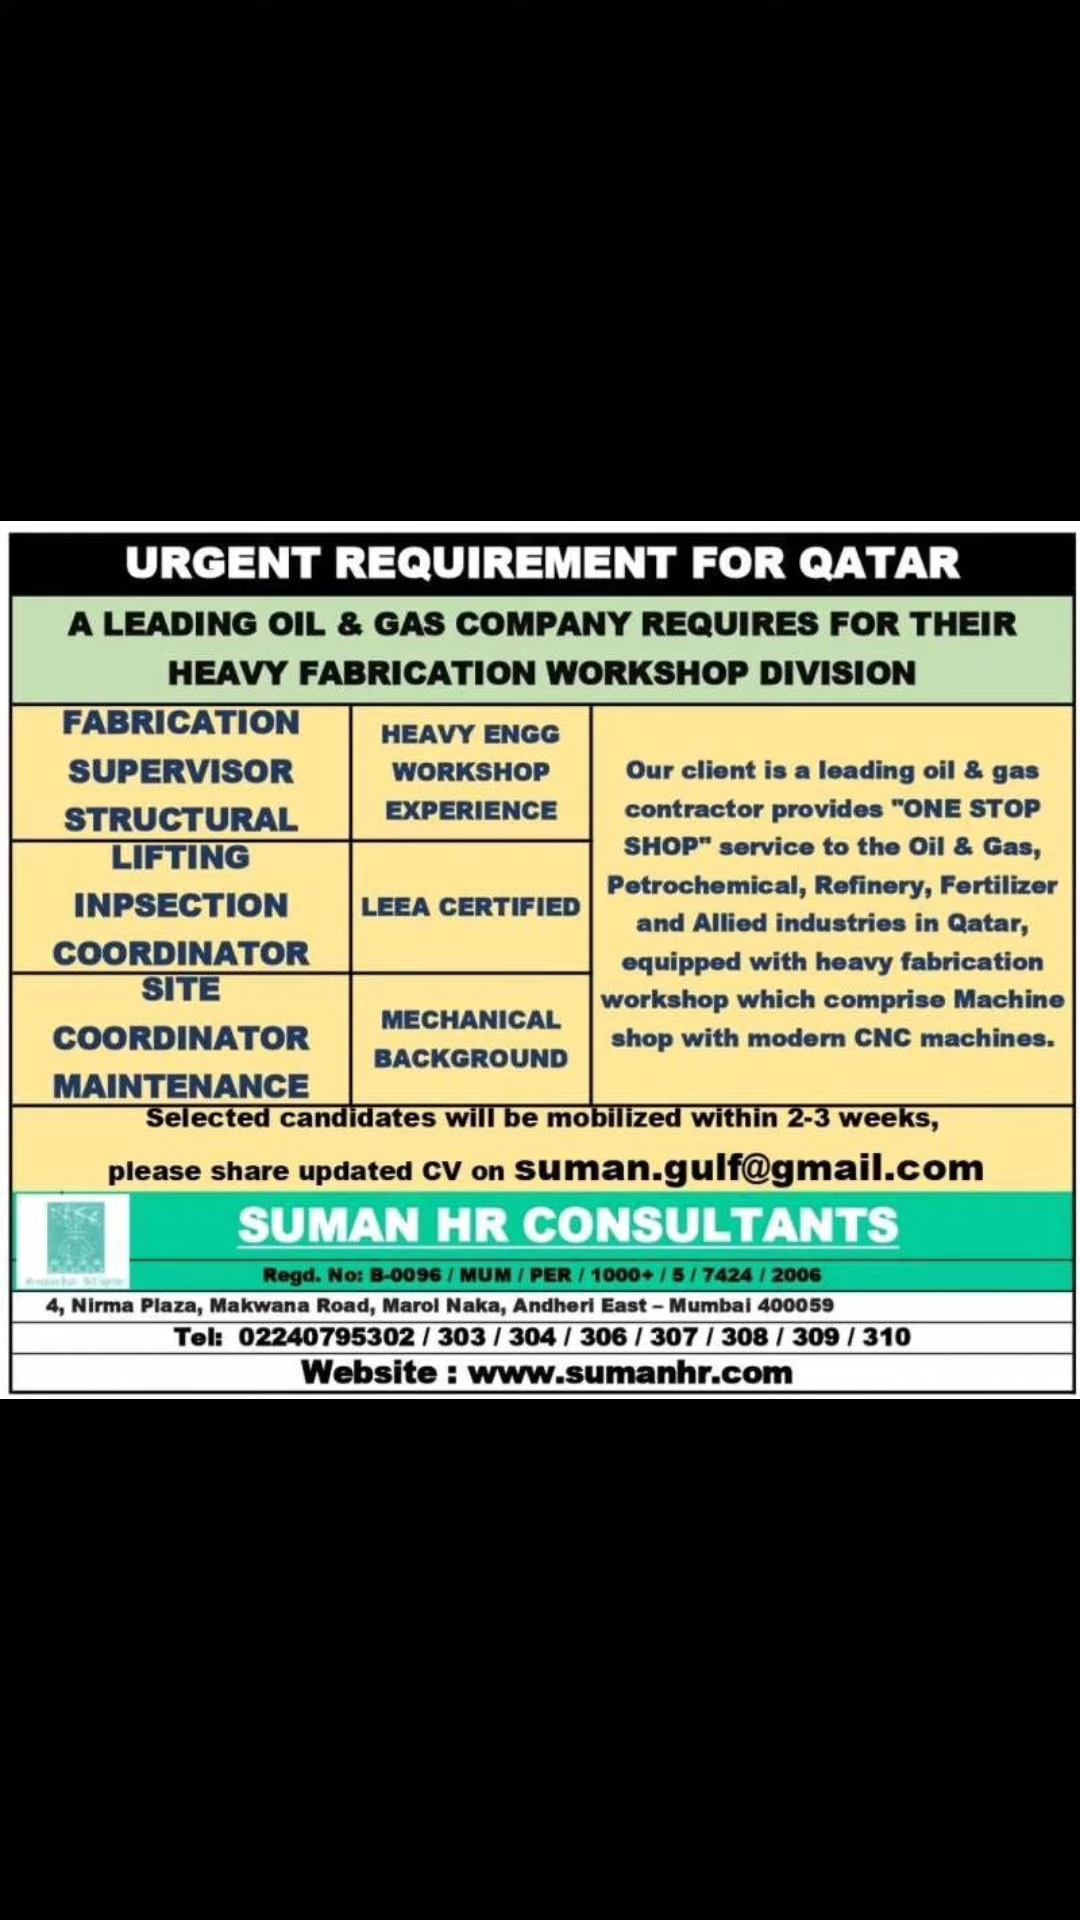 URGENT REQUIREMENT FOR QATAR
A LEADING OIL & GAS COMPANY REQUIRES FOR THEIR
HEAVY FABRICATION WORKSHOP DIVISION
FABRICATION
SUPERVISOR
STRUCTURAL
HEAVY ENGG
WORKSHOP
EXPERIENCE
LIFTING
INPSECTION
COORDINATOR
LEEA CERTIFIED
SITE
COORDINATOR
MAINTENANCE
MECHANICAL
BACKGROUND
Our client is a leading oil & gas
contractor provides "ONE STOP
SHOP" service to the Oil & Gas,
Petrochemical, Refinery, Fertilizer
and Allied industries in Qatar,
equipped with heavy fabrication
workshop which comprise Machine
shop with modern CNC machines.
Selected candidates will be mobilized within 2-3 weeks,
please share updated CV on suman.gulf@gmail.com
SUMAN HR CONSULTANTS
Regd. No: B-0096 / MUM / PER / 1000+ / 5 / 7424 / 2006
4, Nirma Plaza, Makwana Road, Marol Naka, Andheri East – Mumbai 400059
Tel: 02240795302 / 303 / 304 / 306 / 307 / 308 / 309 / 310
Website : www.sumanhr.com